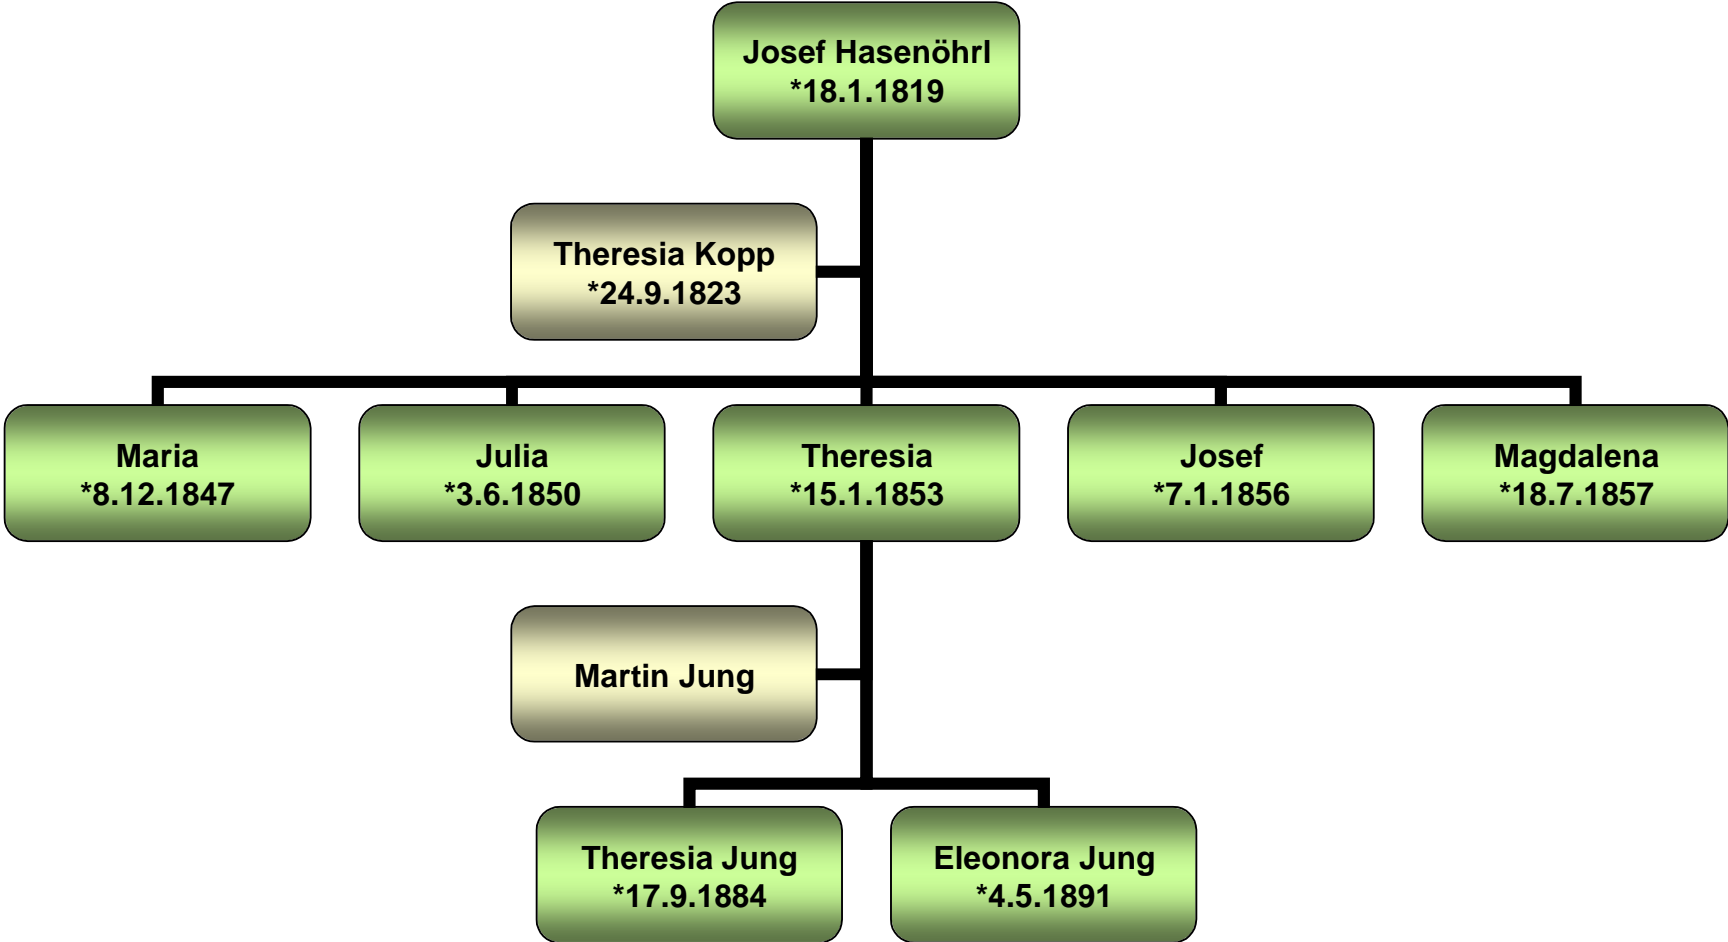 Josef Hasenöhrl
*18.1.1819
Theresia Kopp
*24.9.1823
Maria
*8.12.1847
Julia
*3.6.1850
Theresia
*15.1.1853
Josef
*7.1.1856
Magdalena
*18.7.1857
Martin Jung
Theresia Jung
*17.9.1884
Eleonora Jung
*4.5.1891